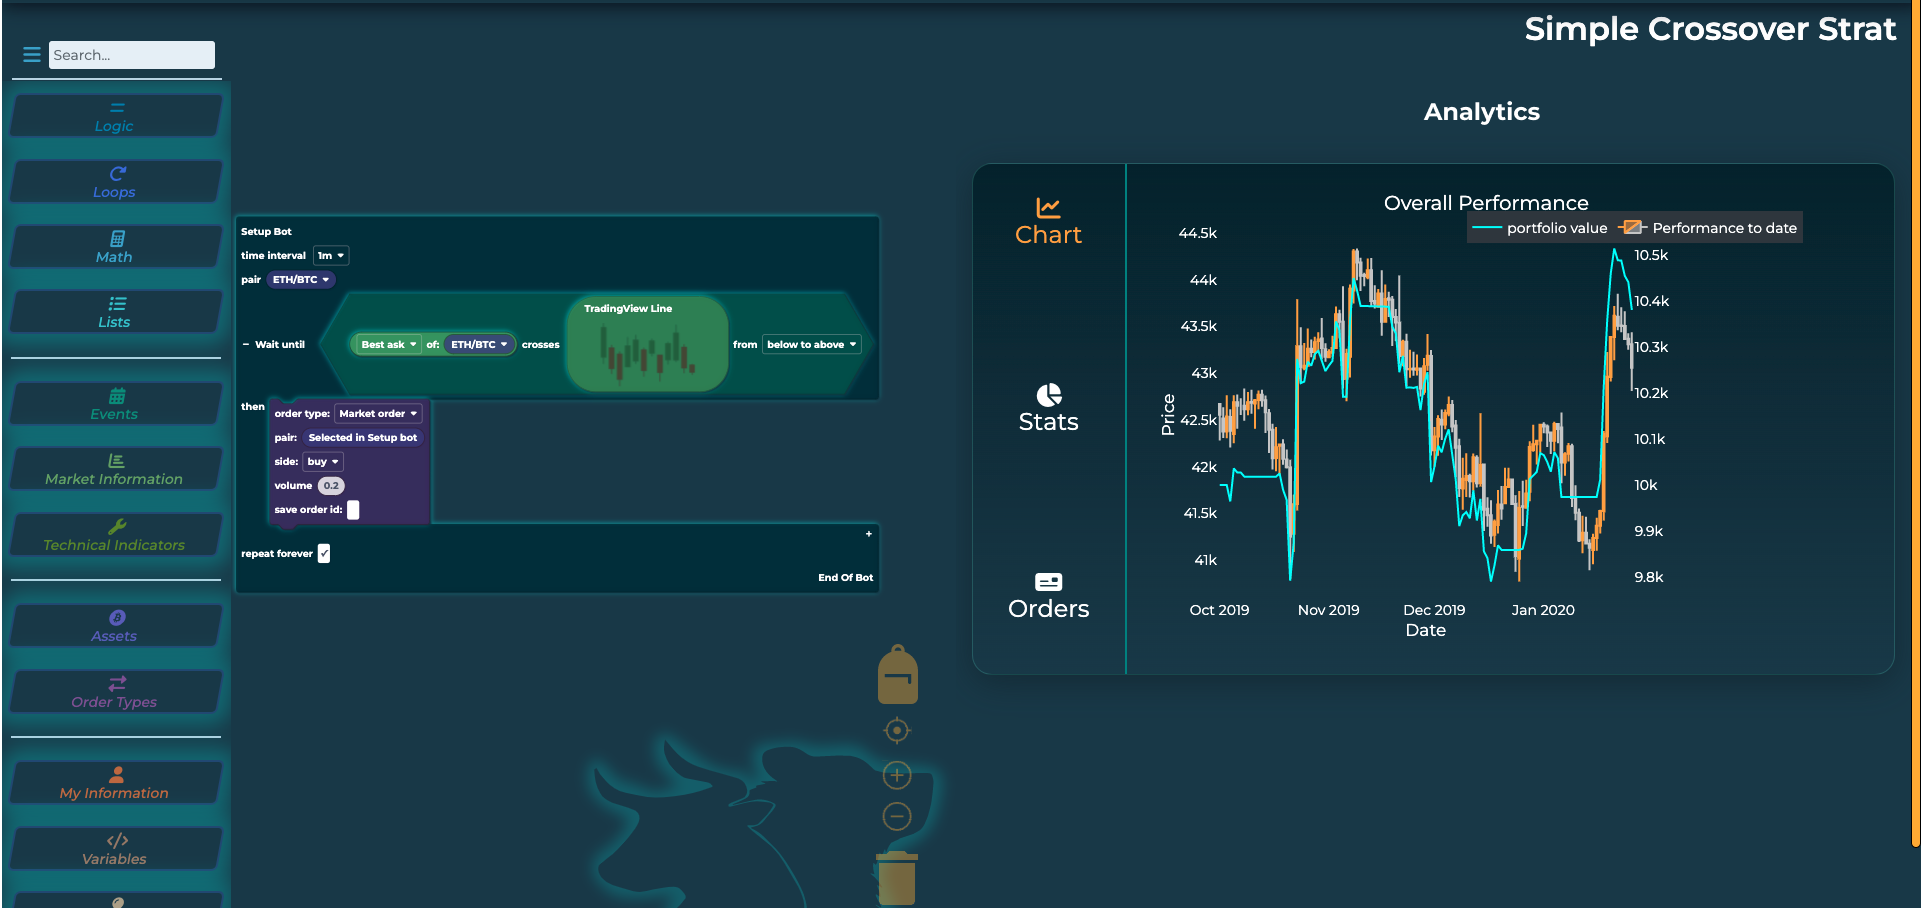 Simple Crossover Strat
Search...
Logic
Loops
Math
Lists
Events
Market Information
Technical Indicators
Assets
Order Types
My Information
Variables
Setup Bot
time interval 1m
pair ETH/BTC
TradingView Line
– Wait until Best ask of: ETH/BTC crosses from below to above
then
order type: Market order
pair: Selected in Setup bot
side: buy
volume 0.2
save order id:
+
repeat forever ✓
End Of Bot
Analytics
Chart
Stats
Orders
Overall Performance
portfolio value Performance to date
Price
44.5k
44k
43.5k
43k
42.5k
42k
41.5k
41k
10.5k
10.4k
10.3k
10.2k
10.1k
10k
9.9k
9.8k
Oct 2019 Nov 2019 Dec 2019 Jan 2020
Date